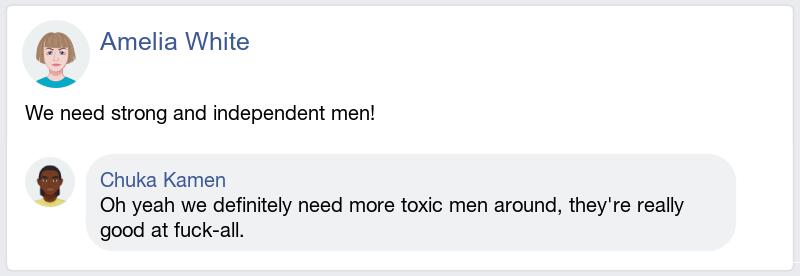 Amelia White
We need strong and independent men!
Chuka Kamen
Oh yeah we definitely need more toxic men around, they're really
good at fuck-all.